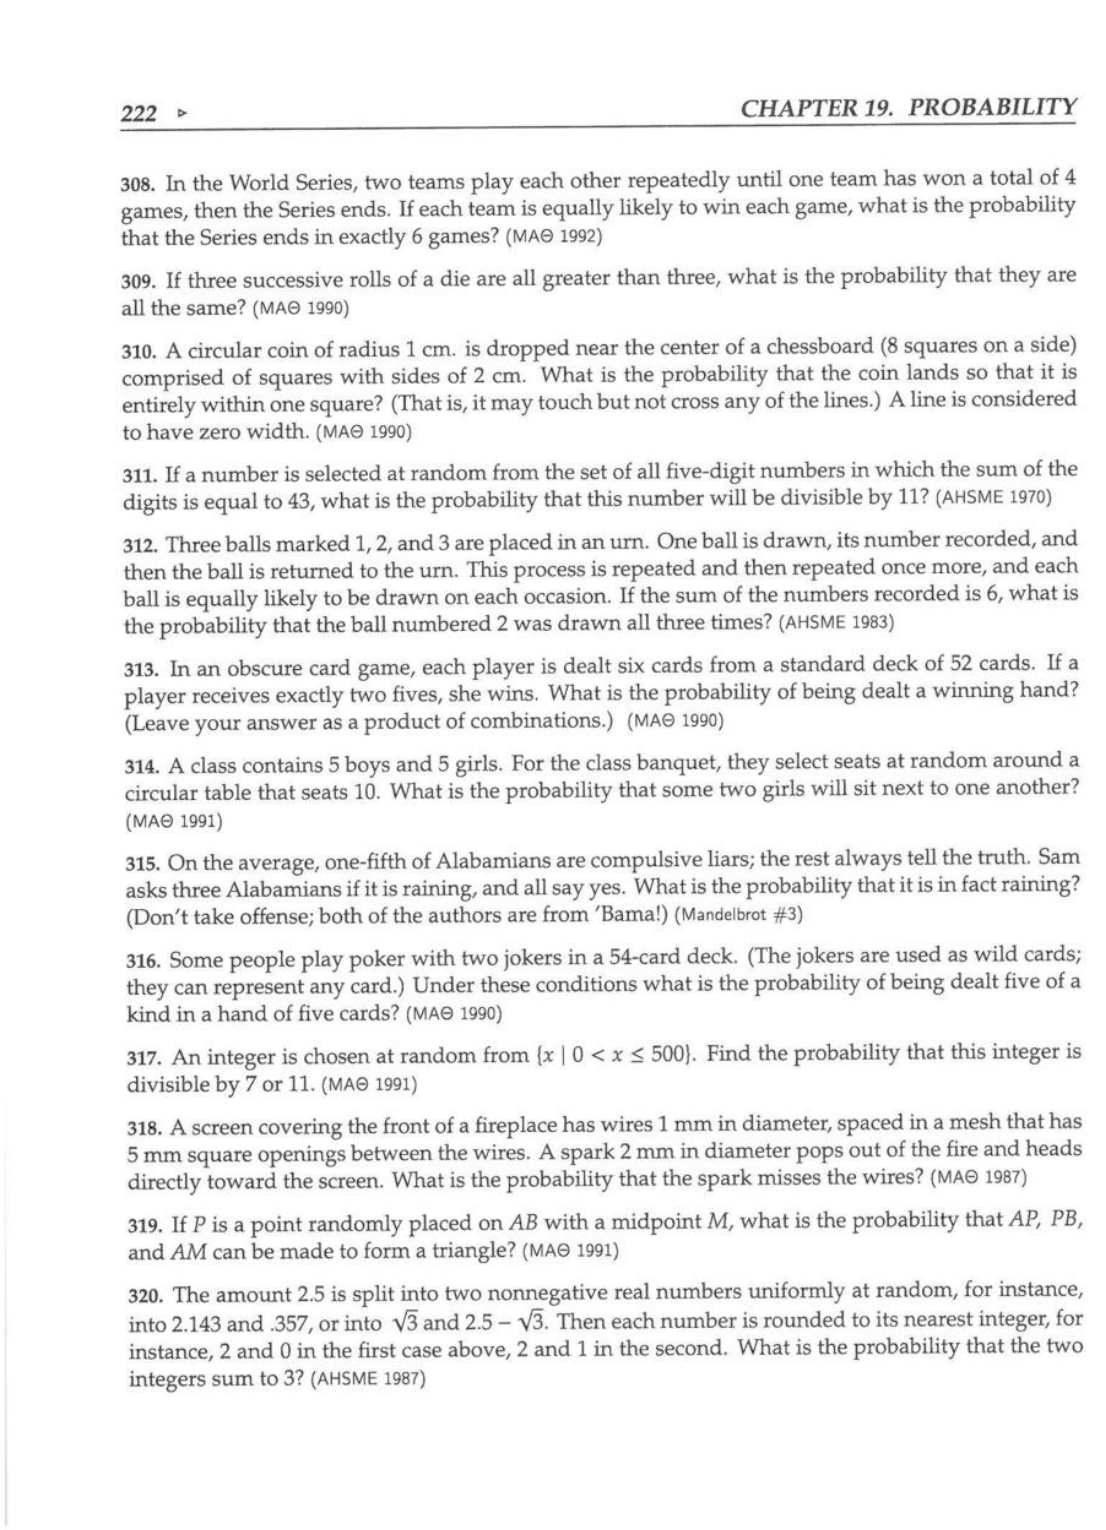 222 ▷ CHAPTER 19. PROBABILITY
308. In the World Series, two teams play each other repeatedly until one team has won a total of 4
games, then the Series ends. If each team is equally likely to win each game, what is the probability
that the Series ends in exactly 6 games? (MAΘ 1992)
309. If three successive rolls of a die are all greater than three, what is the probability that they are
all the same? (MAΘ 1990)
310. A circular coin of radius 1 cm. is dropped near the center of a chessboard (8 squares on a side)
comprised of squares with sides of 2 cm. What is the probability that the coin lands so that it is
entirely within one square? (That is, it may touch but not cross any of the lines.) A line is considered
to have zero width. (MAΘ 1990)
311. If a number is selected at random from the set of all five-digit numbers in which the sum of the
digits is equal to 43, what is the probability that this number will be divisible by 11? (AHSME 1970)
312. Three balls marked 1, 2, and 3 are placed in an urn. One ball is drawn, its number recorded, and
then the ball is returned to the urn. This process is repeated and then repeated once more, and each
ball is equally likely to be drawn on each occasion. If the sum of the numbers recorded is 6, what is
the probability that the ball numbered 2 was drawn all three times? (AHSME 1983)
313. In an obscure card game, each player is dealt six cards from a standard deck of 52 cards. If a
player receives exactly two fives, she wins. What is the probability of being dealt a winning hand?
(Leave your answer as a product of combinations.) (MAΘ 1990)
314. A class contains 5 boys and 5 girls. For the class banquet, they select seats at random around a
circular table that seats 10. What is the probability that some two girls will sit next to one another?
(MAΘ 1991)
315. On the average, one-fifth of Alabamians are compulsive liars; the rest always tell the truth. Sam
asks three Alabamians if it is raining, and all say yes. What is the probability that it is in fact raining?
(Don't take offense; both of the authors are from 'Bama!) (Mandelbrot #3)
316. Some people play poker with two jokers in a 54-card deck. (The jokers are used as wild cards;
they can represent any card.) Under these conditions what is the probability of being dealt five of a
kind in a hand of five cards? (MAΘ 1990)
317. An integer is chosen at random from {x | 0 < x ≤ 500}. Find the probability that this integer is
divisible by 7 or 11. (MAΘ 1991)
318. A screen covering the front of a fireplace has wires 1 mm in diameter, spaced in a mesh that has
5 mm square openings between the wires. A spark 2 mm in diameter pops out of the fire and heads
directly toward the screen. What is the probability that the spark misses the wires? (MAΘ 1987)
319. If P is a point randomly placed on AB with a midpoint M, what is the probability that AP, PB,
and AM can be made to form a triangle? (MAΘ 1991)
320. The amount 2.5 is split into two nonnegative real numbers uniformly at random, for instance,
into 2.143 and .357, or into √3 and 2.5 − √3. Then each number is rounded to its nearest integer, for
instance, 2 and 0 in the first case above, 2 and 1 in the second. What is the probability that the two
integers sum to 3? (AHSME 1987)